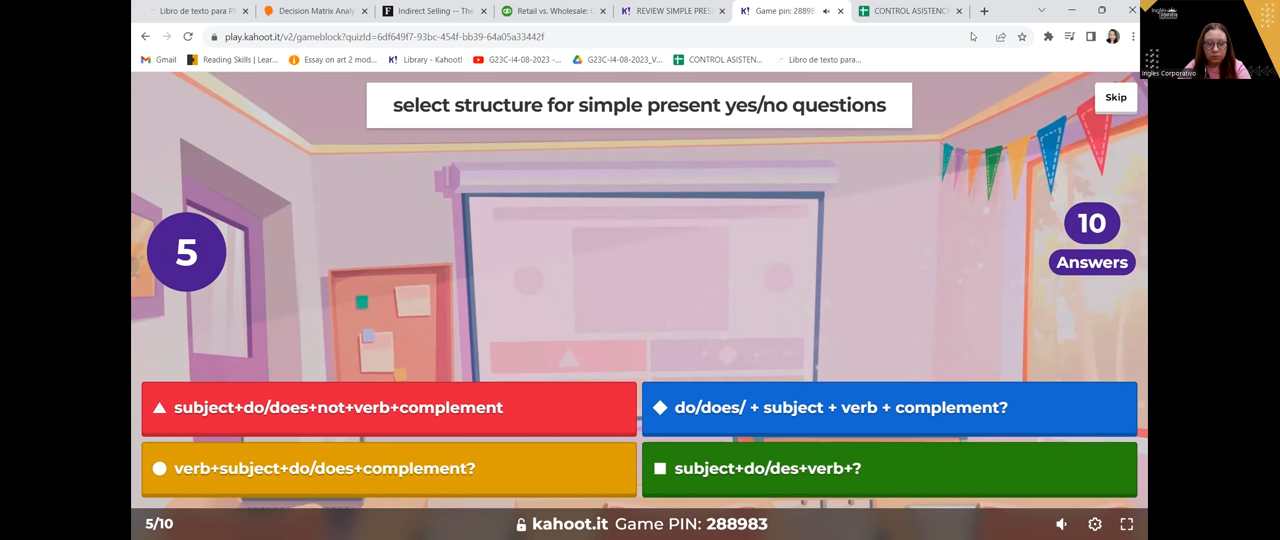 Libro de texto para P
Decision Matrix Analy
Indirect Selling -- The
Retail vs. Wholesale:
REVIEW SIMPLE PRES
Game pin: 28898
CONTROL ASISTENC
play.kahoot.it/v2/gameblock?quizId=6df649f7-93bc-454f-bb39-64a05a33442f
Gmail
Reading Skills | Lear...
Essay on art 2 mod...
Library - Kahoot!
G23C-I4-08-2023 -...
G23C-I4-08-2023_V...
CONTROL ASISTEN...
Libro de texto para...
Ingles Corporativo
select structure for simple present yes/no questions
Skip
5
10
Answers
subject+do/does+not+verb+complement
do/does/ + subject + verb + complement?
verb+subject+do/does+complement?
subject+do/des+verb+?
5/10
kahoot.it Game PIN: 288983